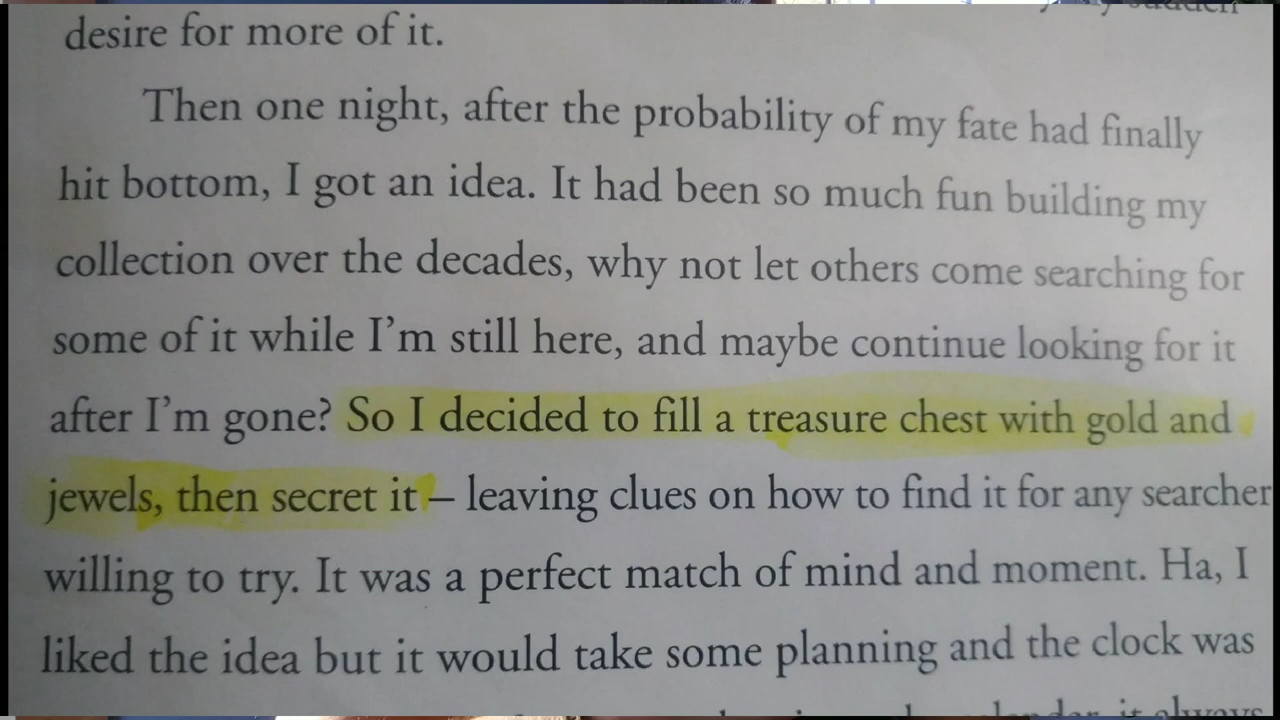 sudden
desire for more of it.
Then one night, after the probability of my fate had finally
hit bottom, I got an idea. It had been so much fun building my
collection over the decades, why not let others come searching for
some of it while I'm still here, and maybe continue looking for it
after I'm gone? So I decided to fill a treasure chest with gold and
jewels, then secret it – leaving clues on how to find it for any searcher
willing to try. It was a perfect match of mind and moment. Ha, I
liked the idea but it would take some planning and the clock was
it always